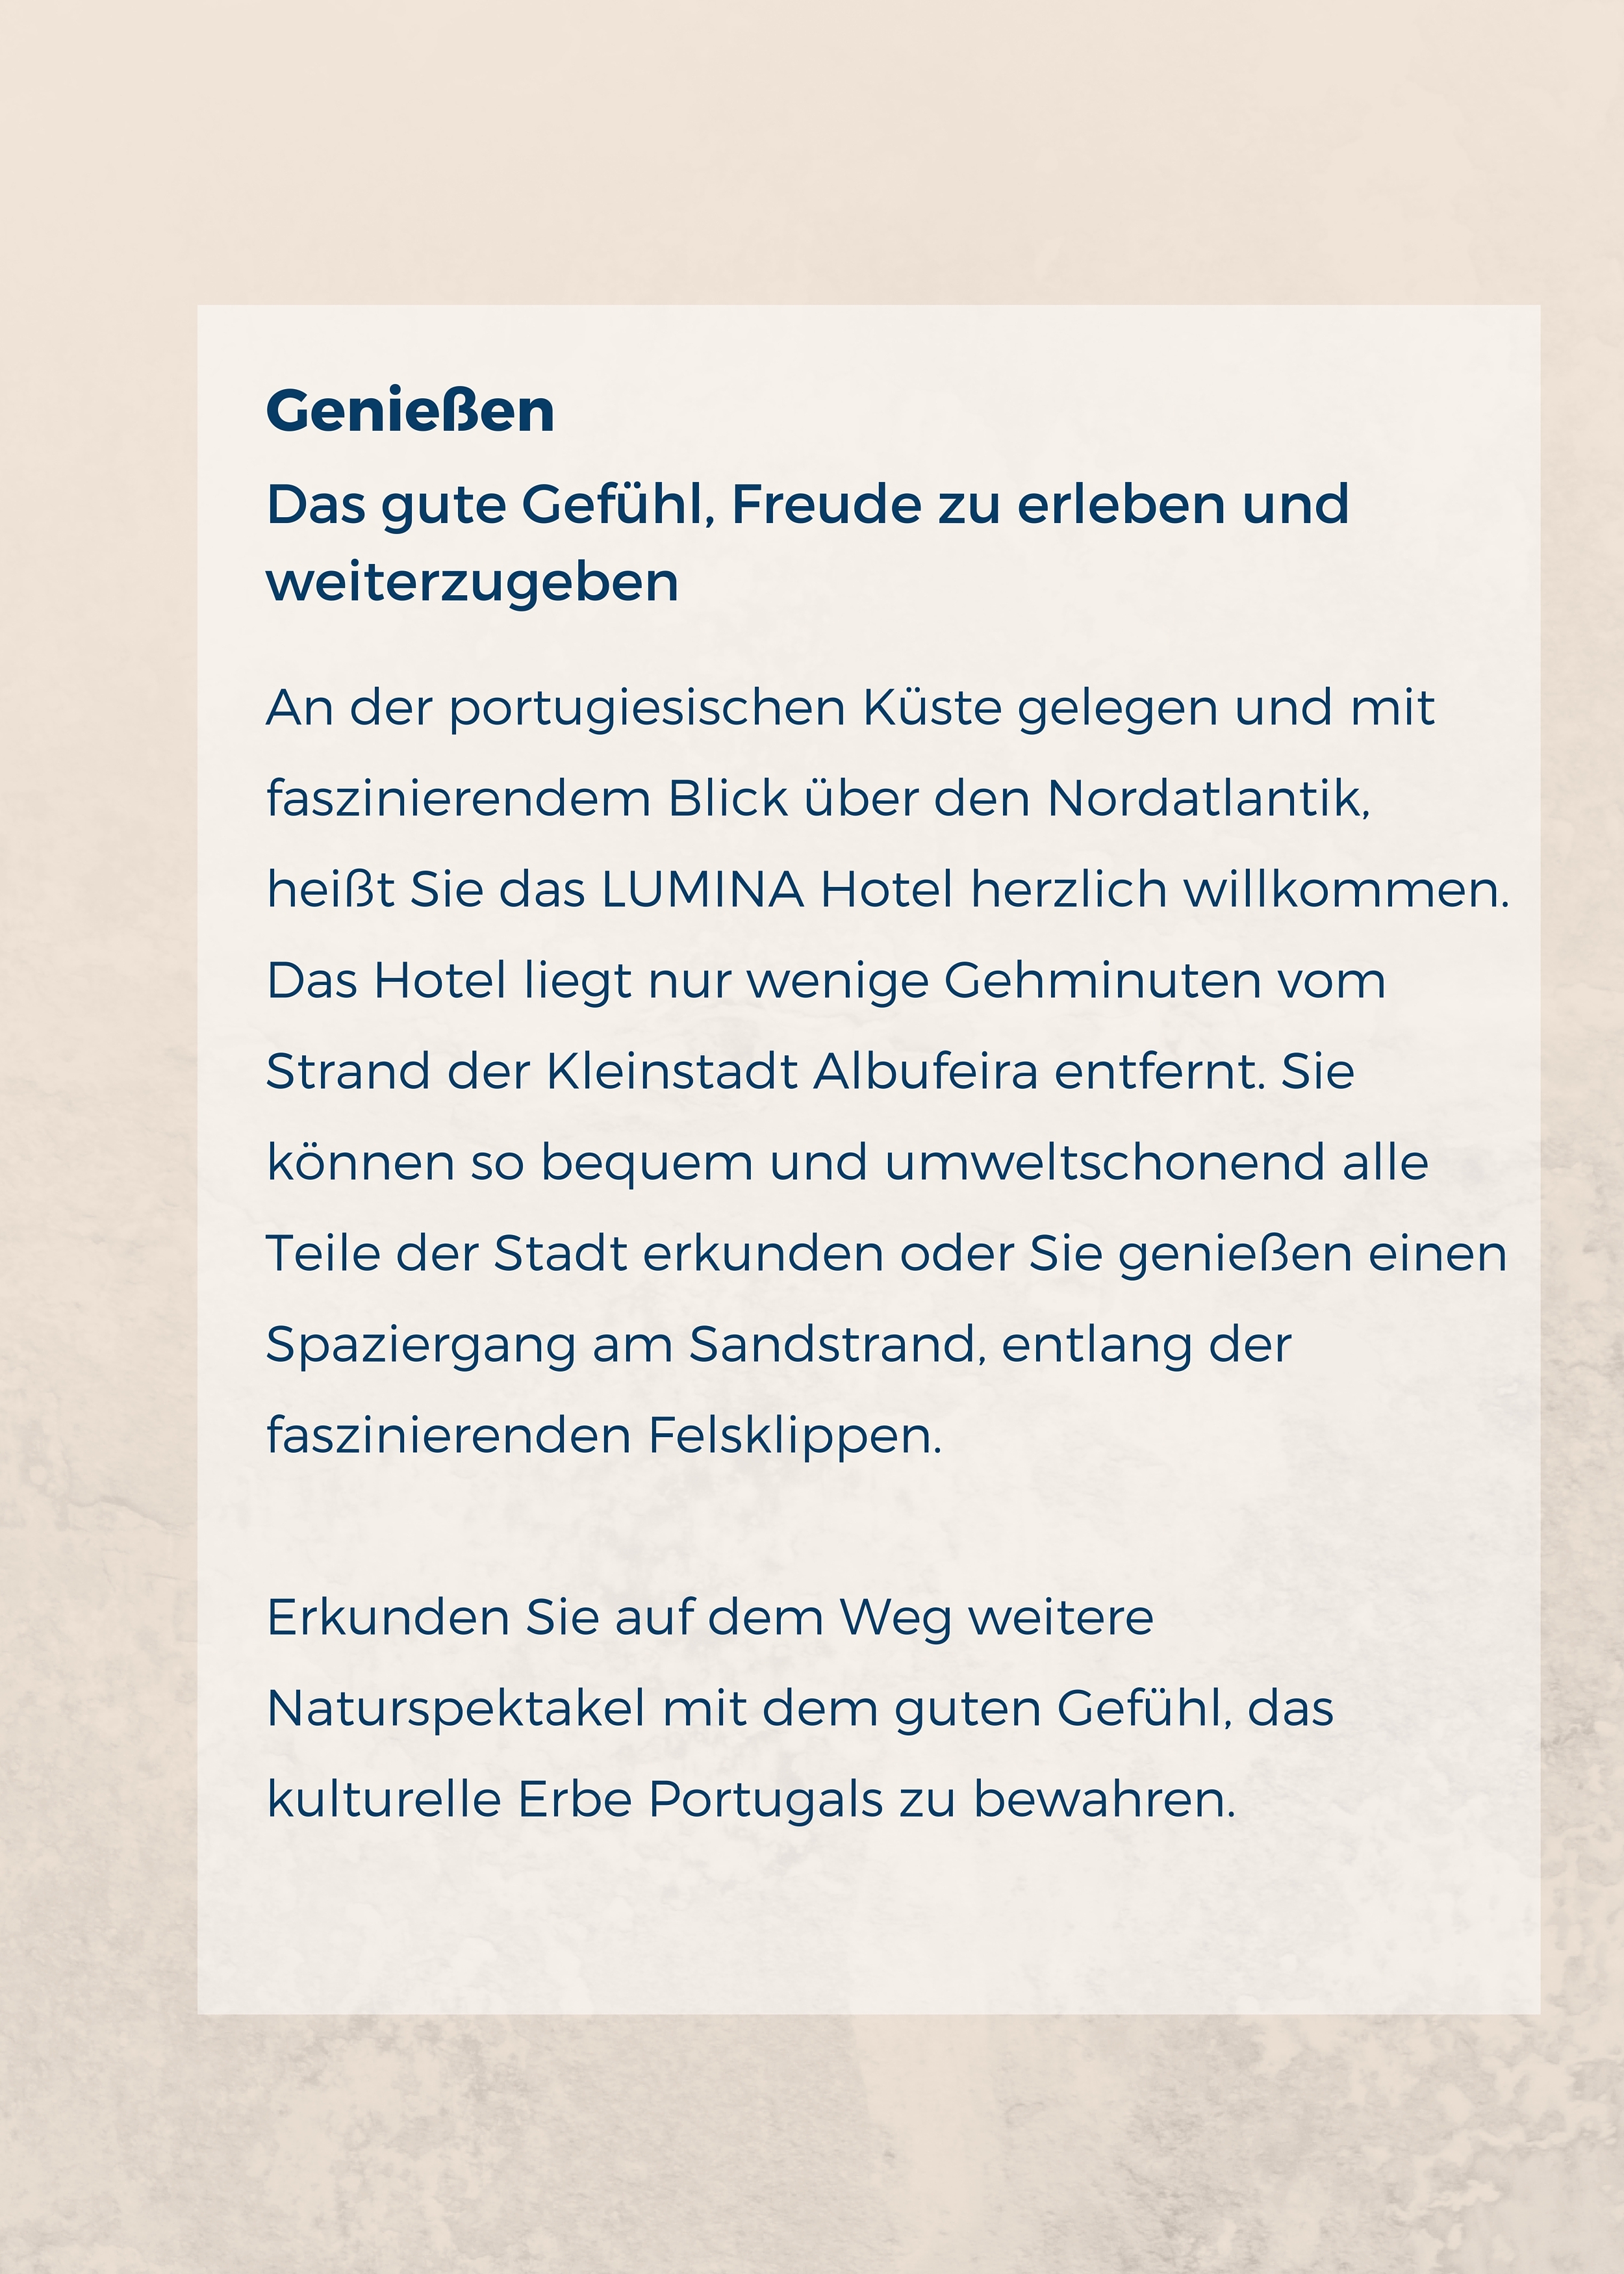 Genießen
Das gute Gefühl, Freude zu erleben und
weiterzugeben
An der portugiesischen Küste gelegen und mit
faszinierendem Blick über den Nordatlantik,
heißt Sie das LUMINA Hotel herzlich willkommen.
Das Hotel liegt nur wenige Gehminuten vom
Strand der Kleinstadt Albufeira entfernt. Sie
können so bequem und umweltschonend alle
Teile der Stadt erkunden oder Sie genießen einen
Spaziergang am Sandstrand, entlang der
faszinierenden Felsklippen.
Erkunden Sie auf dem Weg weitere
Naturspektakel mit dem guten Gefühl, das
kulturelle Erbe Portugals zu bewahren.